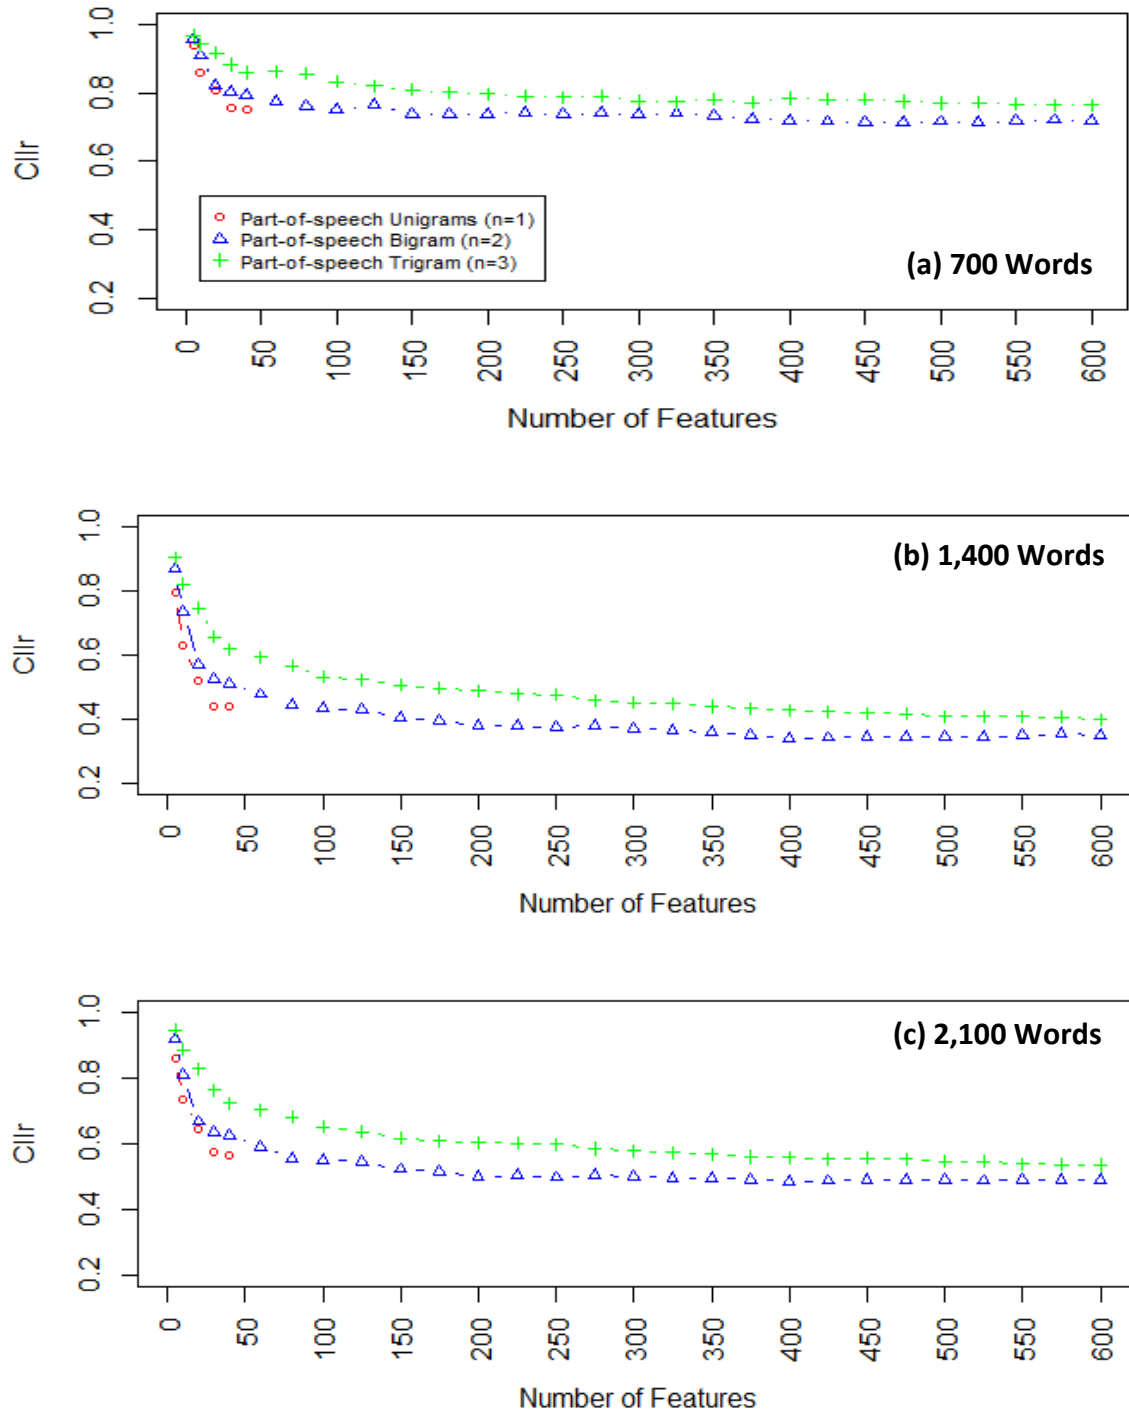 1.0
0.8
0.6
0.4
0.2
Cllr
Part-of-speech Unigrams (n=1)
Part-of-speech Bigram (n=2)
Part-of-speech Trigram (n=3)
(a) 700 Words
0 50 100 150 200 250 300 350 400 450 500 550 600
Number of Features
1.0
0.8
0.6
0.4
0.2
Cllr
(b) 1,400 Words
0 50 100 150 200 250 300 350 400 450 500 550 600
Number of Features
1.0
0.8
0.6
0.4
0.2
Cllr
(c) 2,100 Words
0 50 100 150 200 250 300 350 400 450 500 550 600
Number of Features